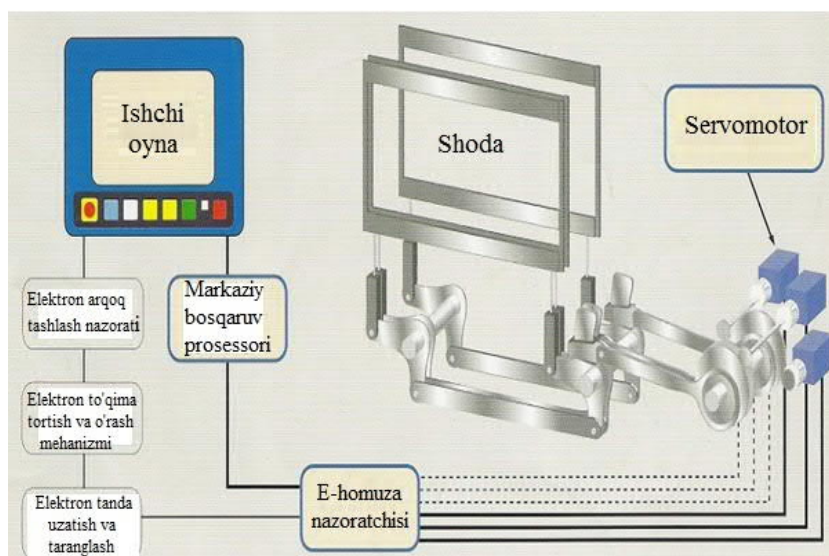 Ishchi
oyna
Shoda
Servomotor
Elektron arqoq
tashlash nazorati
Markaziy
bosqaruv
prosessori
Elektron to'qima
tortish va o'rash
mehanizmi
Elektron tanda
uzatish va
taranglash
E-homuza
nazoratchisi